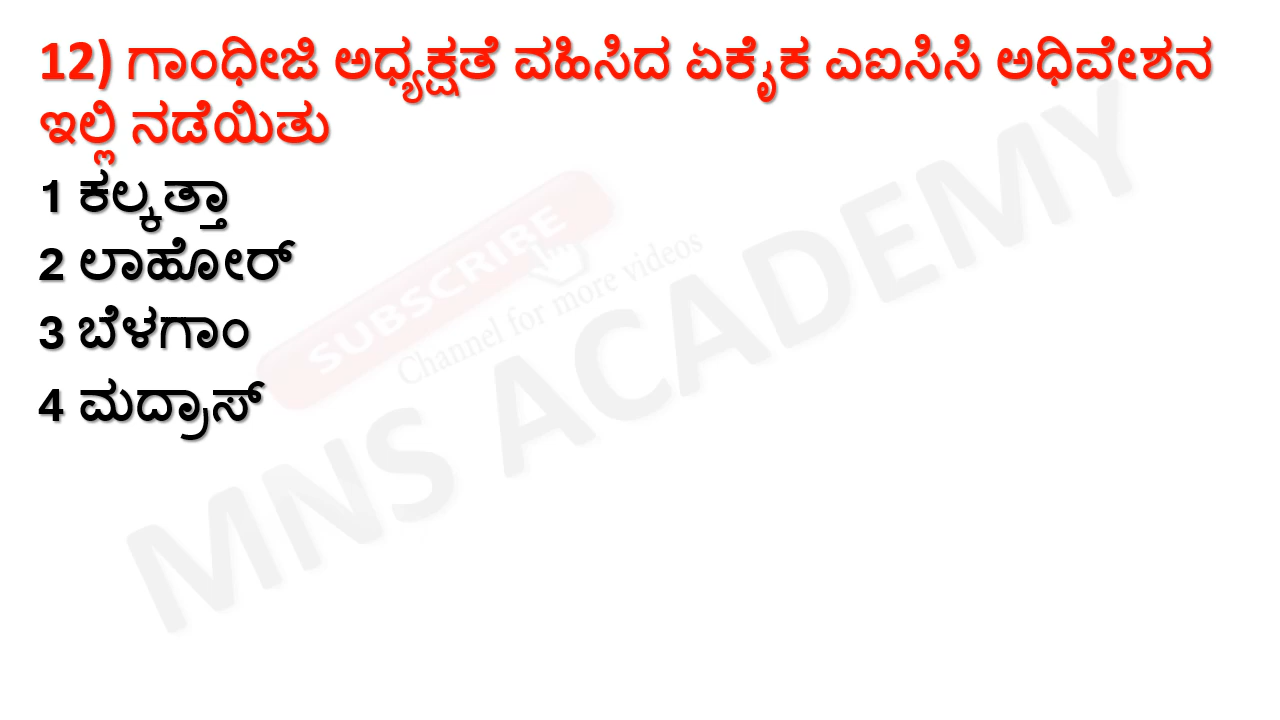 12) ಗಾಂಧೀಜಿ ಅಧ್ಯಕ್ಷತೆ ವಹಿಸಿದ ಏಕೈಕ ಎಐಸಿಸಿ ಅಧಿವೇಶನ
ಇಲ್ಲಿ ನಡೆಯಿತು
1 ಕಲ್ಕತ್ತಾ
2 ಲಾಹೋರ್
3 ಬೆಳಗಾಂ
4 ಮದ್ರಾಸ್
SUBSCRIBE
Channel for more videos
MNS ACADEMY